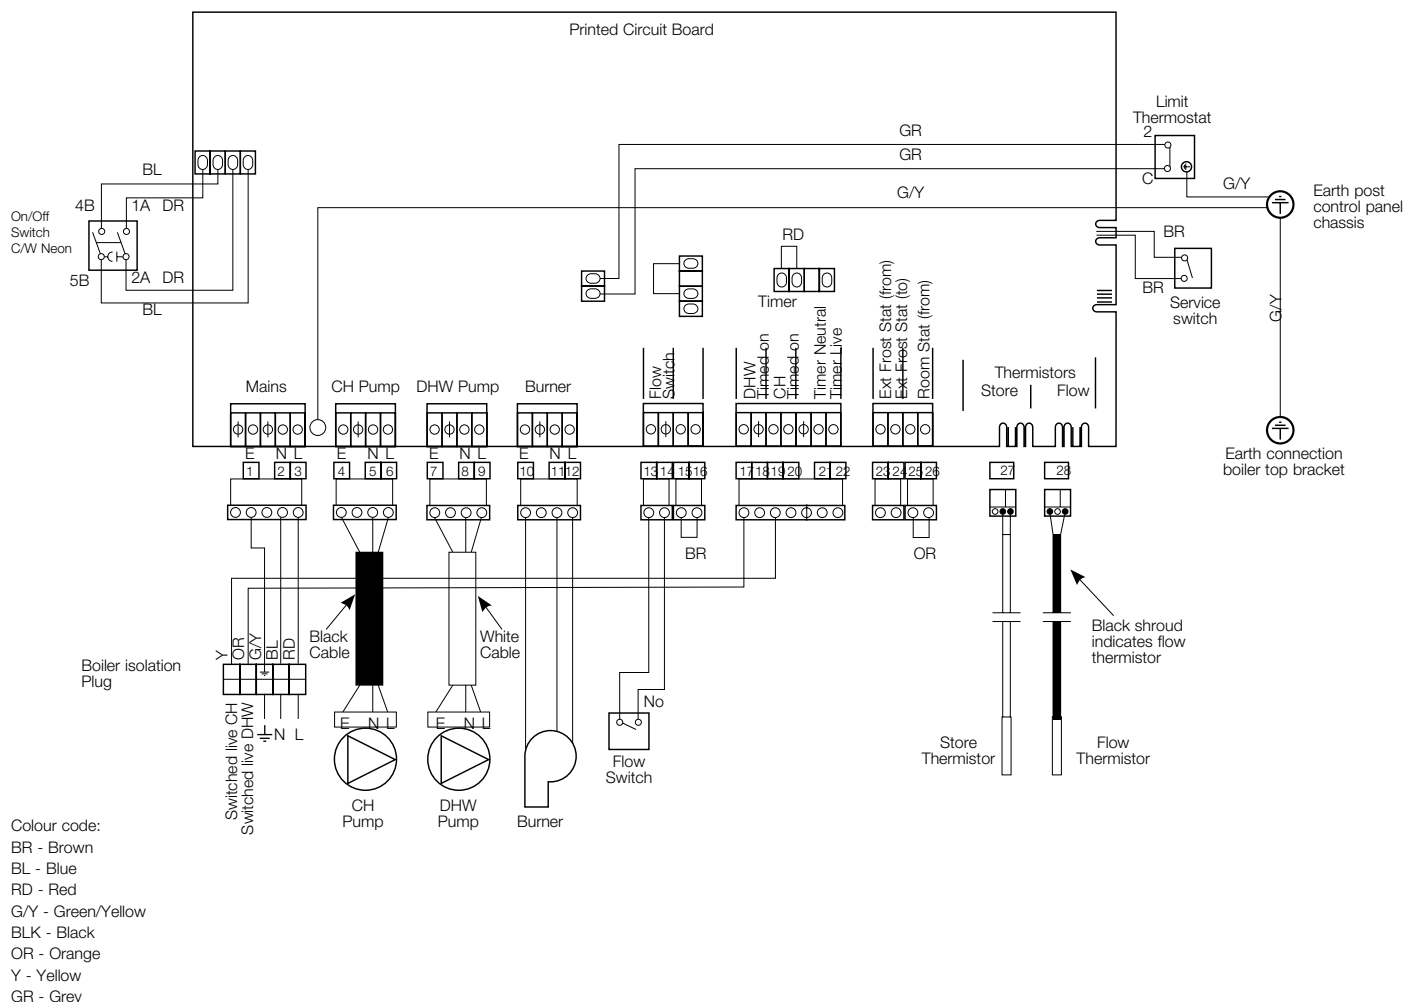 Printed Circuit Board
Limit
Thermostat
2
GR
GR
C
G/Y
G/Y
Earth post
control panel
chassis
BL
4B
1A DR
On/Off
Switch
C/W Neon
5B
2A DR
BL
BR
BR
Service
switch
G/Y
RD
Timer
Mains
CH Pump
DHW Pump
Burner
Flow
Switch
DHW
Timed on
CH
Timed on
Timer Neutral
Timer Live
Ext Frost Stat (from)
Ext Frost Stat (to)
Room Stat (from)
Thermistors
Store
Flow
E N L
E N L
E N L
E N L
1 2 3 4 5 6 7 8 9 10 11 12 13 14 15 16 17 18 19 20 21 22 23 24 25 26 27 28
Earth connection
boiler top bracket
BR
OR
Black
Cable
White
Cable
Black shroud
indicates flow
thermistor
Y
OR
G/Y
BL
RD
Boiler isolation
Plug
Switched live CH
Switched live DHW
N L
E N L
E N L
No
CH
Pump
DHW
Pump
Burner
Flow
Switch
Store
Thermistor
Flow
Thermistor
Colour code:
BR - Brown
BL - Blue
RD - Red
G/Y - Green/Yellow
BLK - Black
OR - Orange
Y - Yellow
GR - Grey